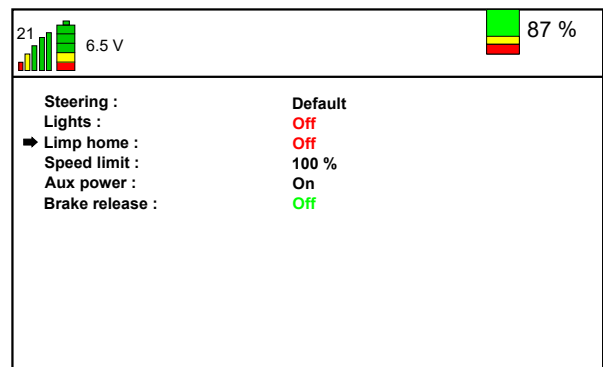 21
6.5 V
87 %
Steering : Default
Lights : Off
Limp home : Off
Speed limit : 100 %
Aux power : On
Brake release : Off